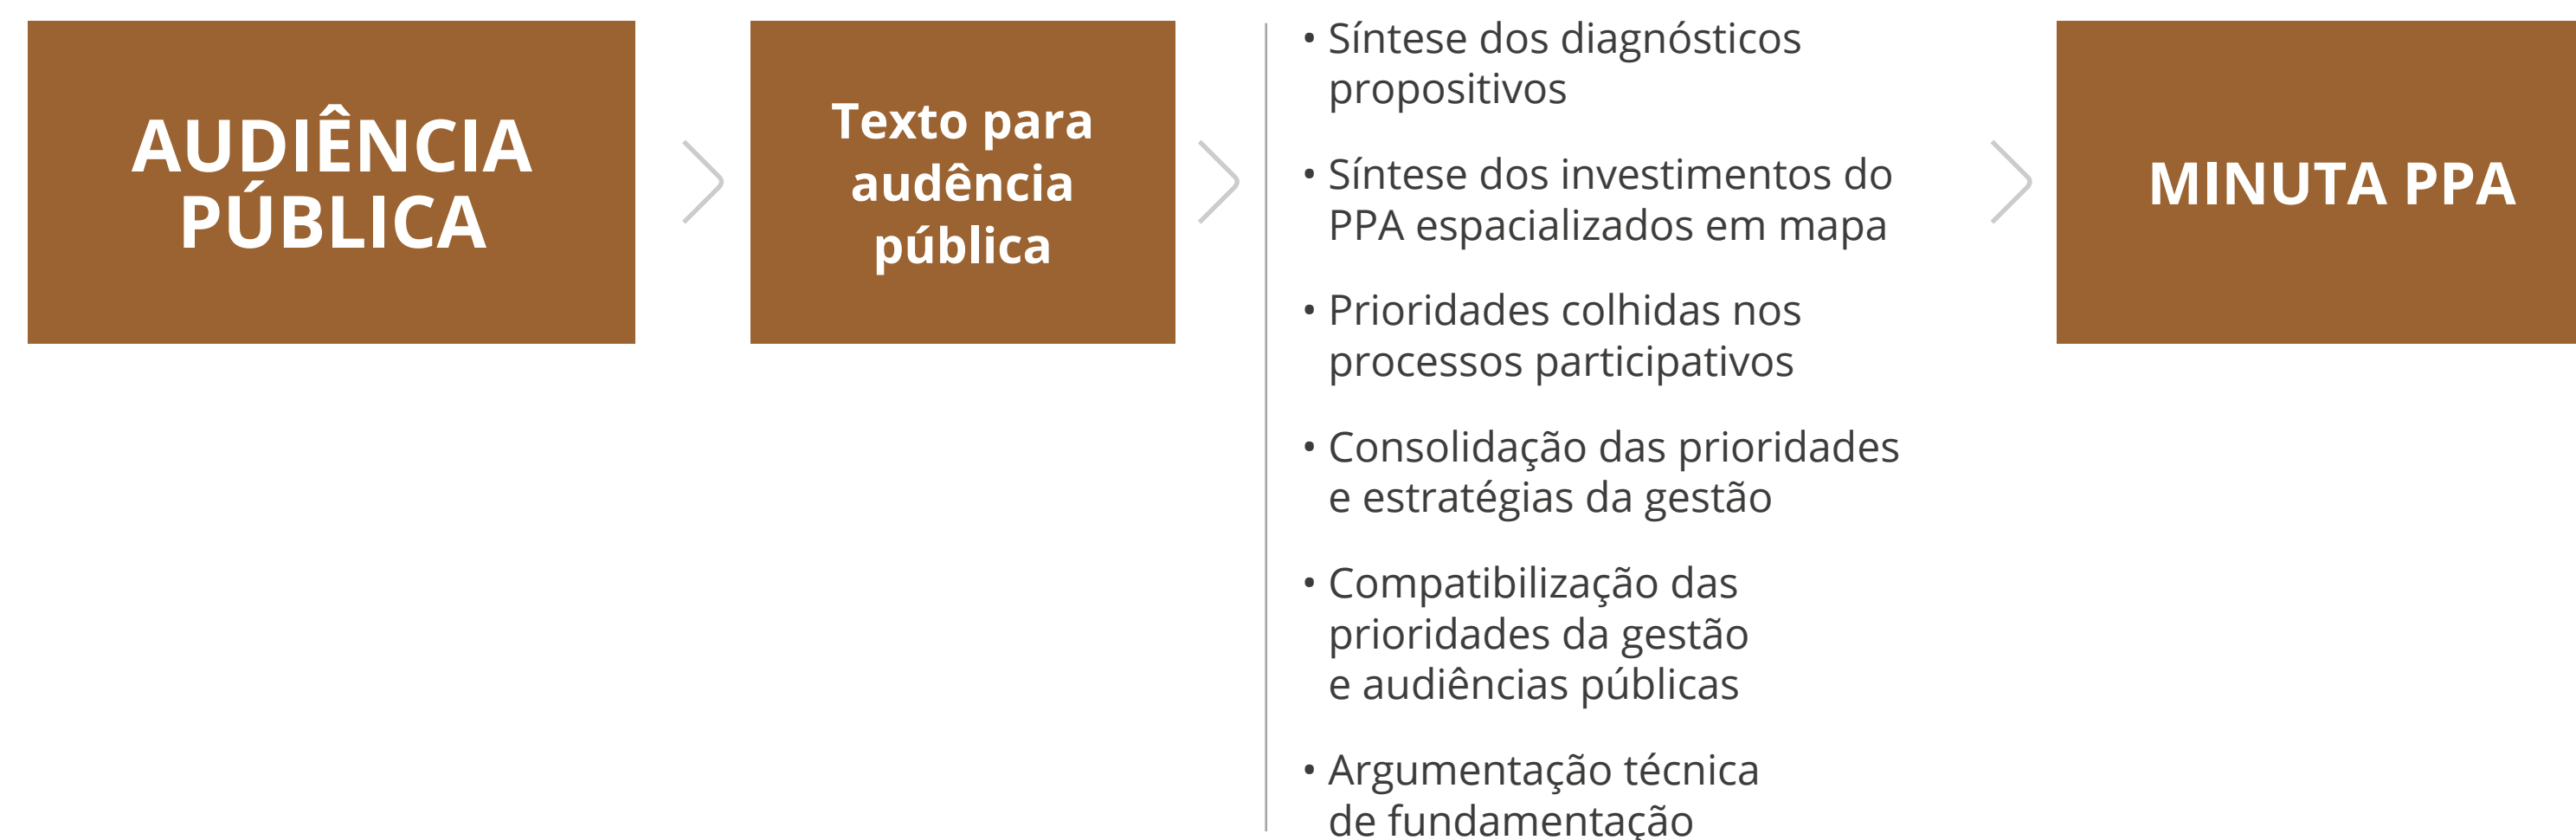 AUDIÊNCIA
PÚBLICA
Texto para
audência
pública
• Síntese dos diagnósticos
propositivos
• Síntese dos investimentos do
PPA espacializados em mapa
• Prioridades colhidas nos
processos participativos
• Consolidação das prioridades
e estratégias da gestão
• Compatibilização das
prioridades da gestão
e audiências públicas
• Argumentação técnica
de fundamentação
MINUTA PPA